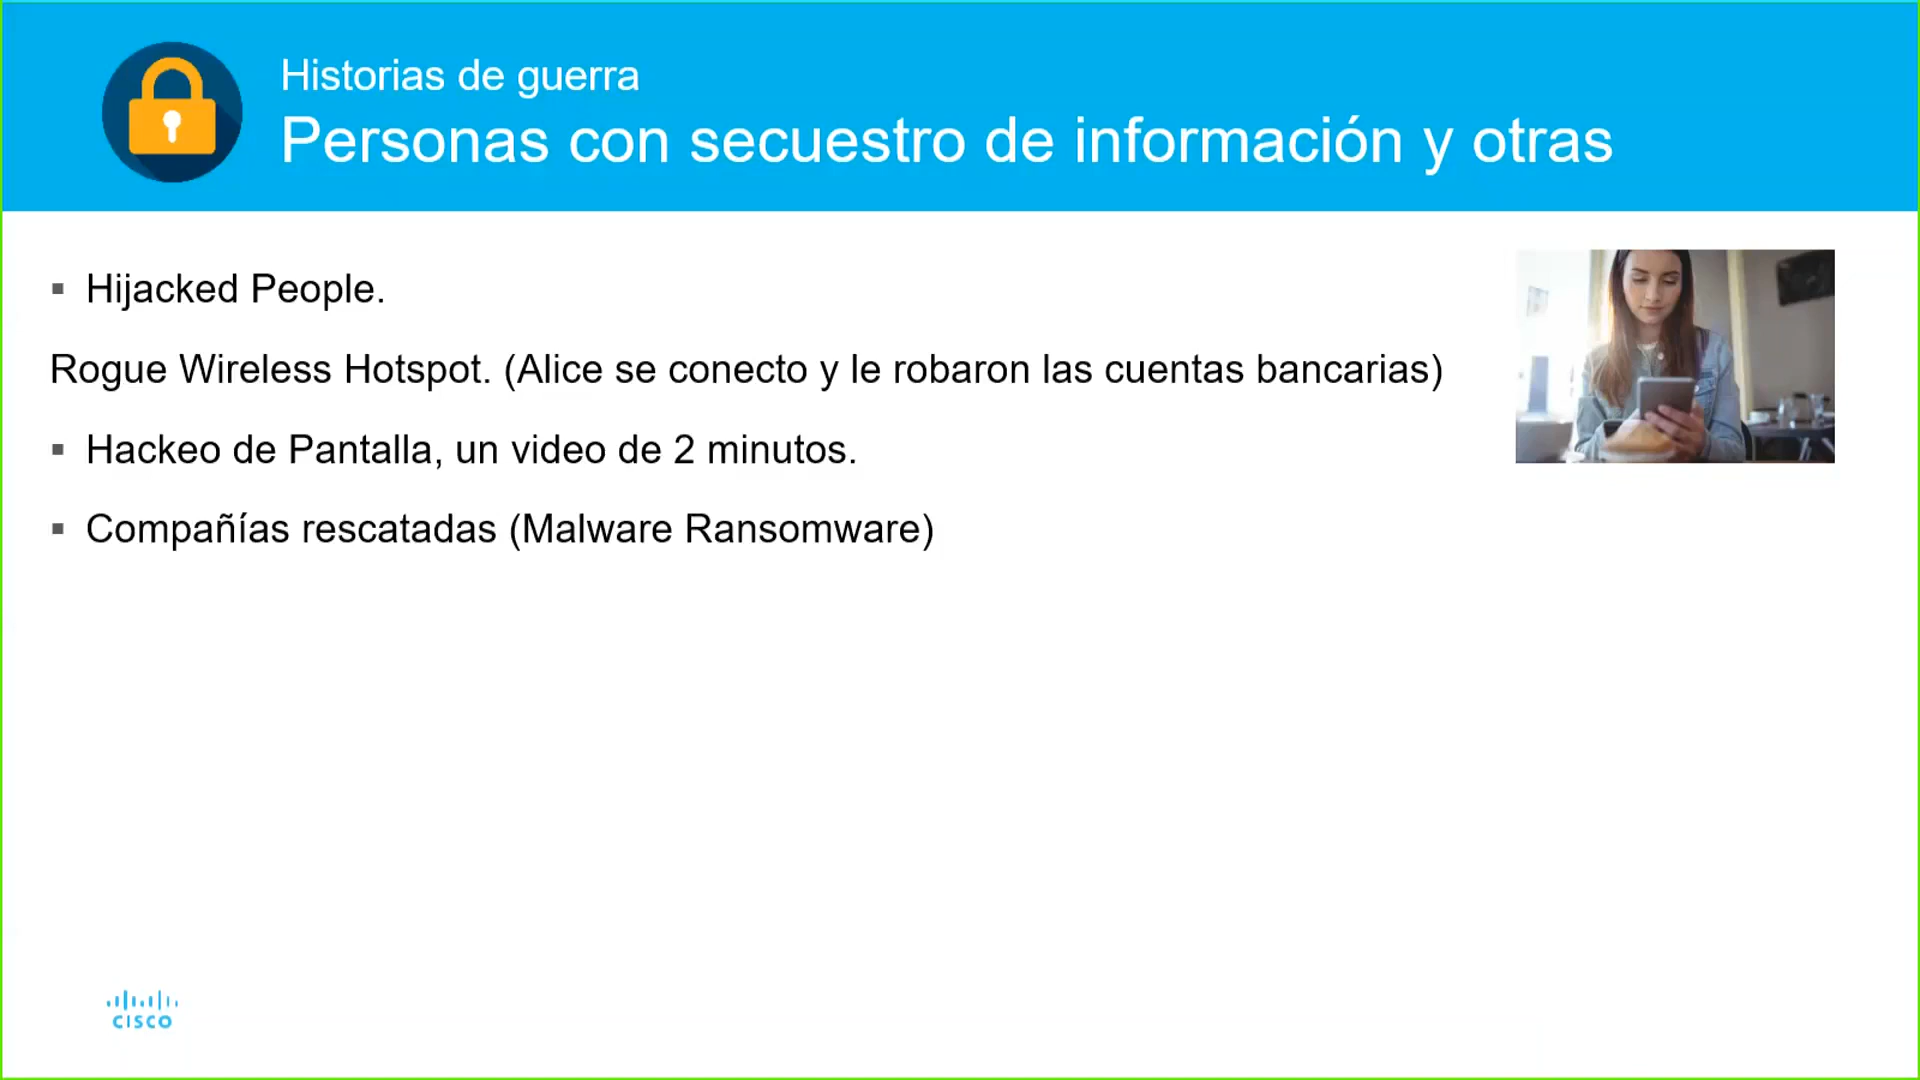 Historias de guerra
Personas con secuestro de información y otras
▪ Hijacked People.
Rogue Wireless Hotspot. (Alice se conecto y le robaron las cuentas bancarias)
▪ Hackeo de Pantalla, un video de 2 minutos.
▪ Compañías rescatadas (Malware Ransomware)
CISCO